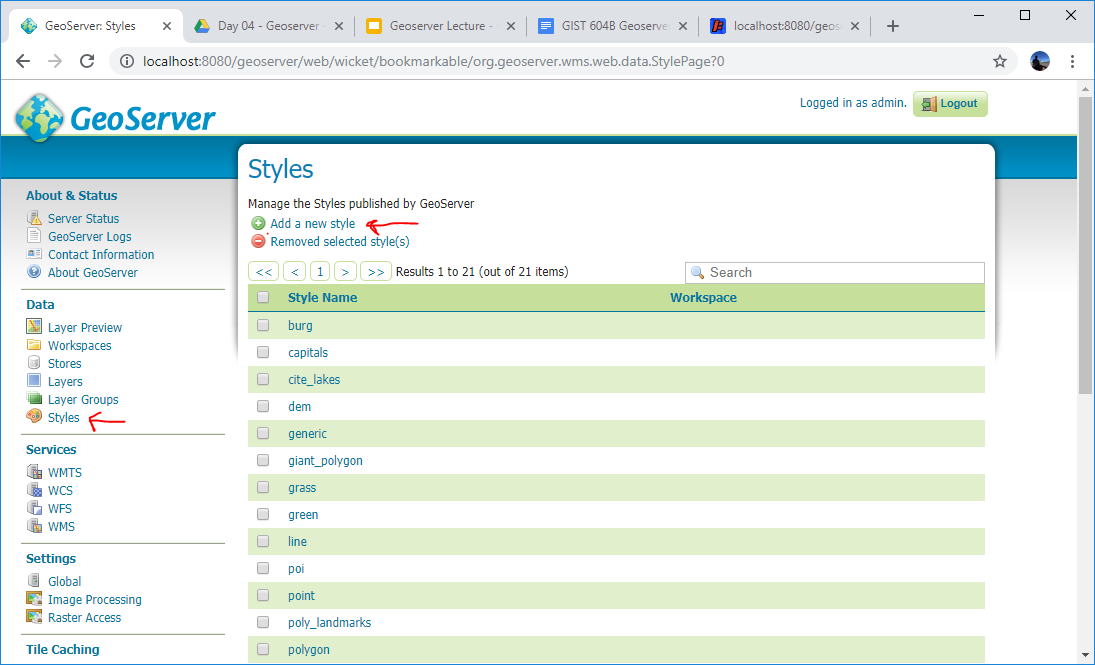 GeoServer: Styles
Day 04 - Geoserver
Geoserver Lecture -
GIST 604B Geoserve
localhost:8080/geos
localhost:8080/geoserver/web/wicket/bookmarkable/org.geoserver.wms.web.data.StylePage?0
GeoServer
Logged in as admin.
Logout
About & Status
Server Status
GeoServer Logs
Contact Information
About GeoServer
Data
Layer Preview
Workspaces
Stores
Layers
Layer Groups
Styles
Services
WMTS
WCS
WFS
WMS
Settings
Global
Image Processing
Raster Access
Tile Caching
Styles
Manage the Styles published by GeoServer
Add a new style
Removed selected style(s)
<< < 1 > >> Results 1 to 21 (out of 21 items)
Search
Style Name Workspace
burg
capitals
cite_lakes
dem
generic
giant_polygon
grass
green
line
poi
point
poly_landmarks
polygon